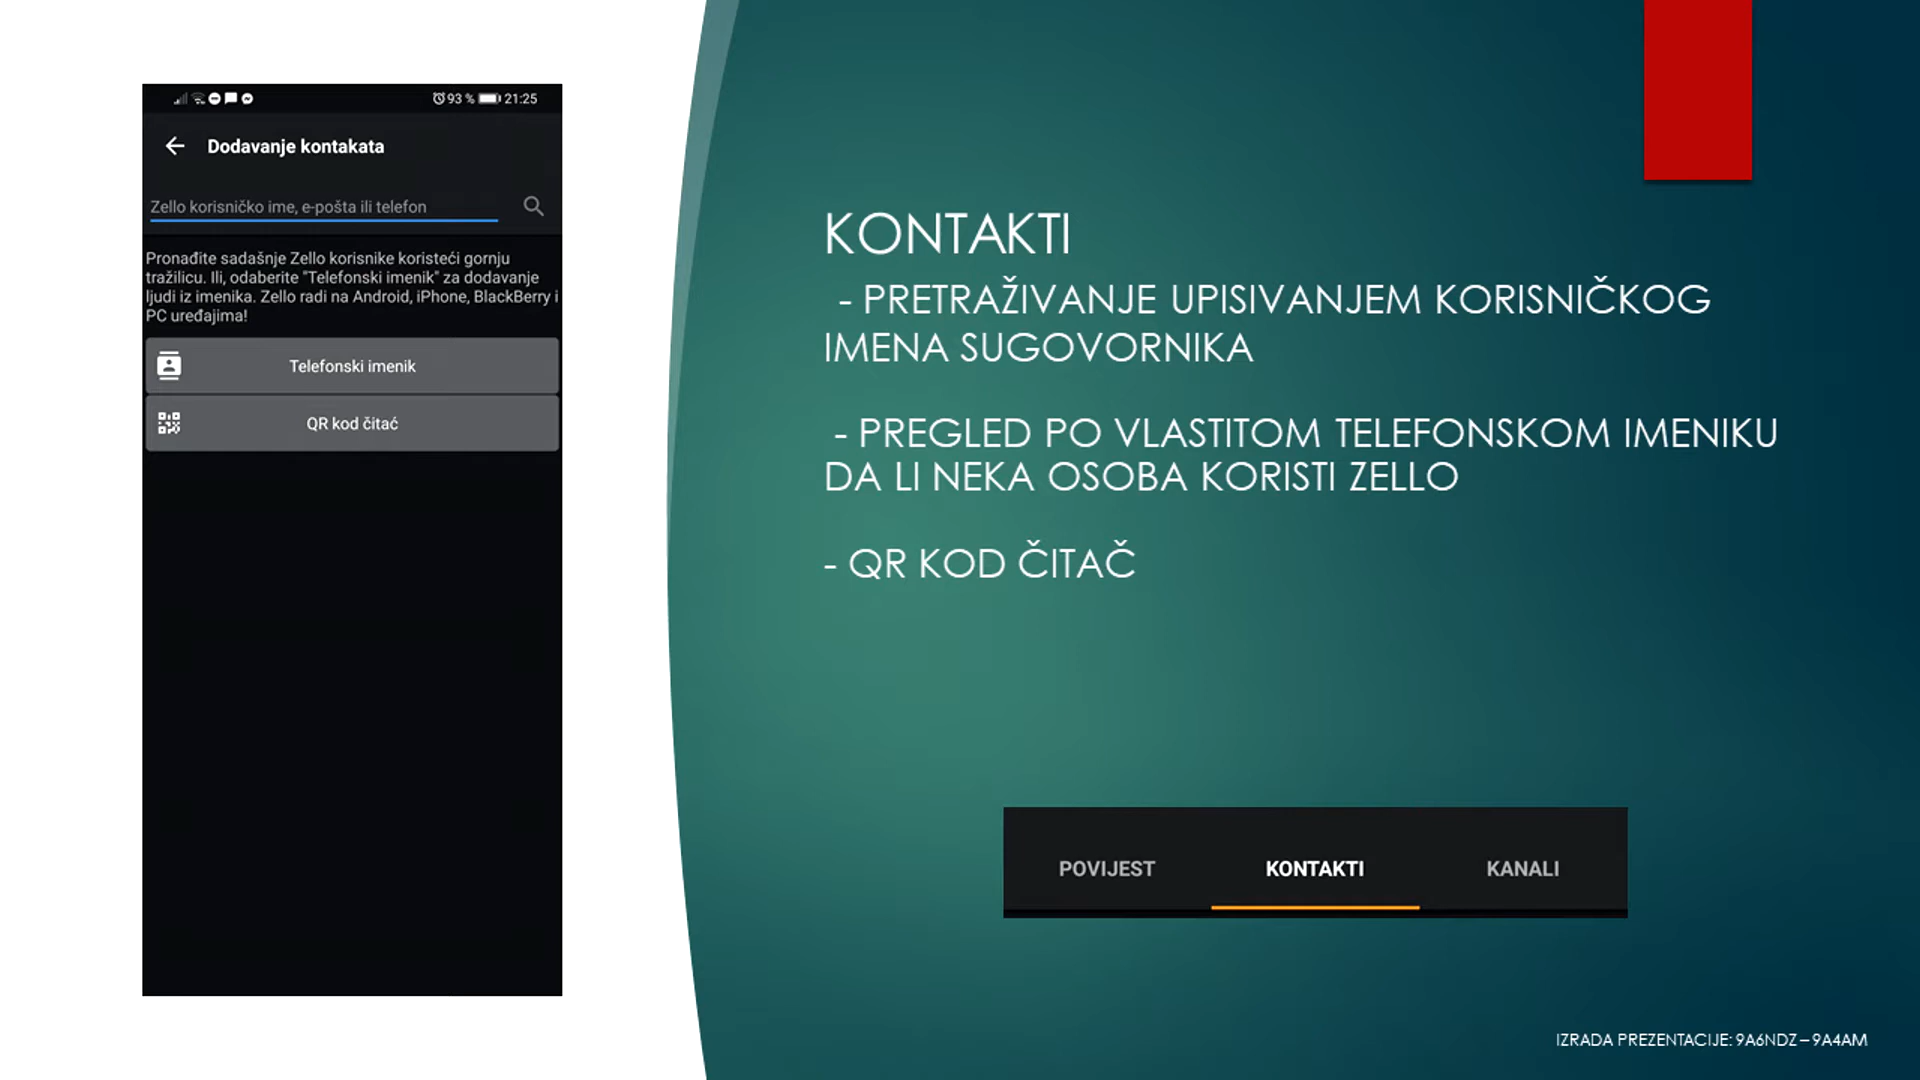 93 % 21:25
Dodavanje kontakata
Zello korisničko ime, e-pošta ili telefon
Pronađite sadašnje Zello korisnike koristeći gornju
tražilicu. Ili, odaberite "Telefonski imenik" za dodavanje
ljudi iz imenika. Zello radi na Android, iPhone, BlackBerry i
PC uređajima!
Telefonski imenik
QR kod čitač
KONTAKTI
- PRETRAŽIVANJE UPISIVANJEM KORISNIČKOG
IMENA SUGOVORNIKA
- PREGLED PO VLASTITOM TELEFONSKOM IMENIKU
DA LI NEKA OSOBA KORISTI ZELLO
- QR KOD ČITAČ
POVIJEST KONTAKTI KANALI
IZRADA PREZENTACIJE: 9A6NDZ – 9A4AM